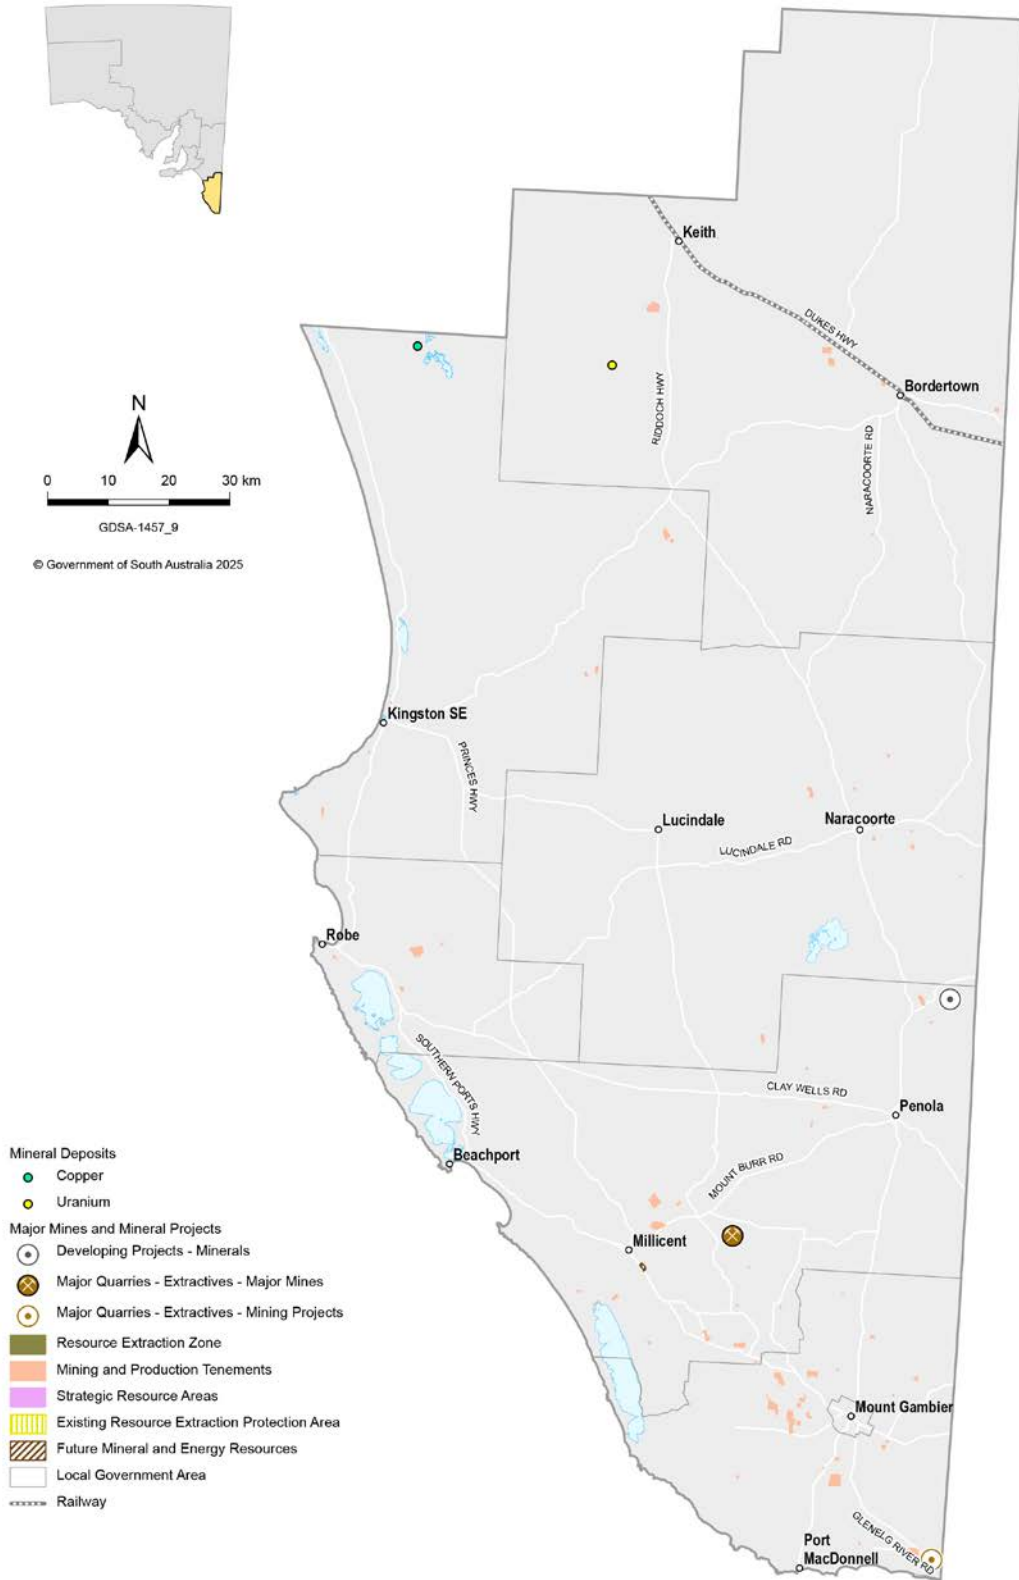 Keith
DUKES HWY
Bordertown
RIDDOCH HWY
NARACOORTE RD
N
0 10 20 30 km
GDSA-1457_9
© Government of South Australia 2025
Kingston SE
PRINCES HWY
Lucindale
Naracoorte
LUCINDALE RD
Robe
SOUTHERN PORTS HWY
CLAY WELLS RD
Penola
Beachport
MOUNT BURR RD
Millicent
Mount Gambier
GLENELG RIVER RD
Port
MacDonnell
Mineral Deposits
Copper
Uranium
Major Mines and Mineral Projects
Developing Projects - Minerals
Major Quarries - Extractives - Major Mines
Major Quarries - Extractives - Mining Projects
Resource Extraction Zone
Mining and Production Tenements
Strategic Resource Areas
Existing Resource Extraction Protection Area
Future Mineral and Energy Resources
Local Government Area
Railway